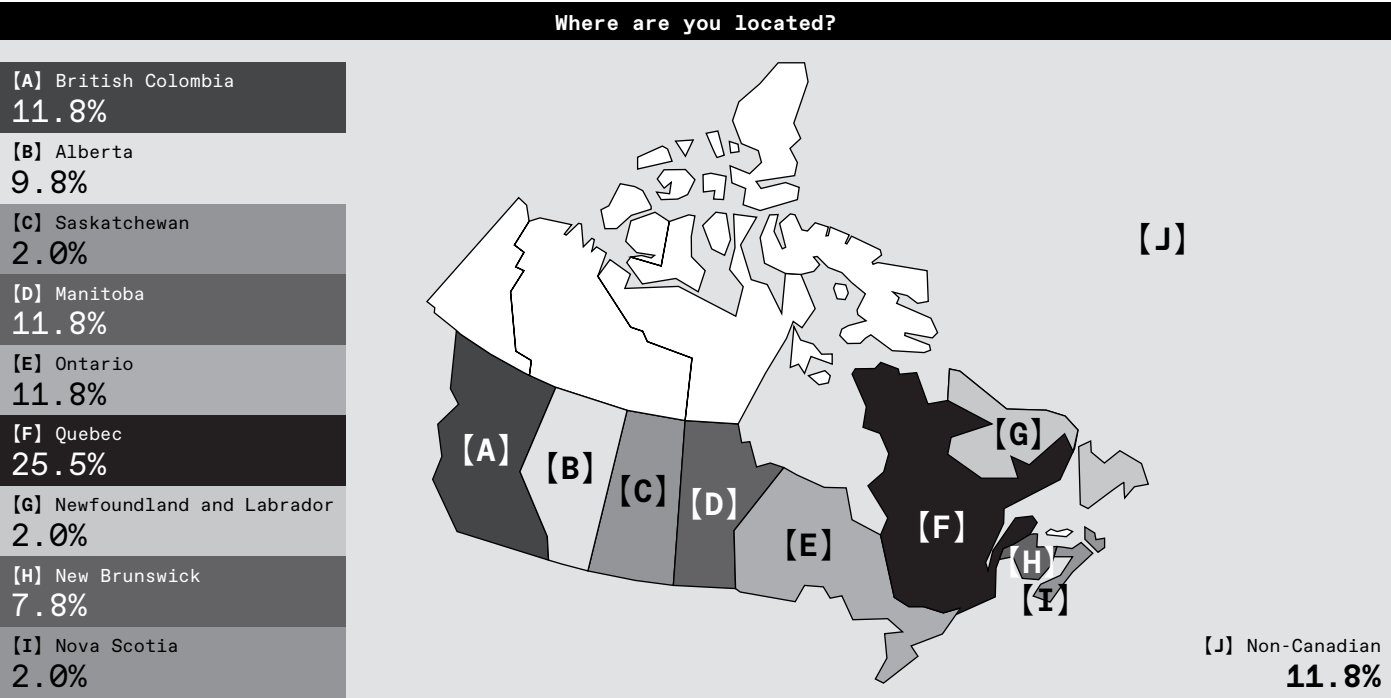 Where are you located?
【A】 British Colombia
11.8%
【B】 Alberta
9.8%
【C】 Saskatchewan
2.0%
【D】 Manitoba
11.8%
【E】 Ontario
11.8%
【F】 Quebec
25.5%
【G】 Newfoundland and Labrador
2.0%
【H】 New Brunswick
7.8%
【I】 Nova Scotia
2.0%
【J】
【G】
【A】
【B】
【C】
【D】
【F】
【E】
【H】
【I】
【J】 Non-Canadian
11.8%